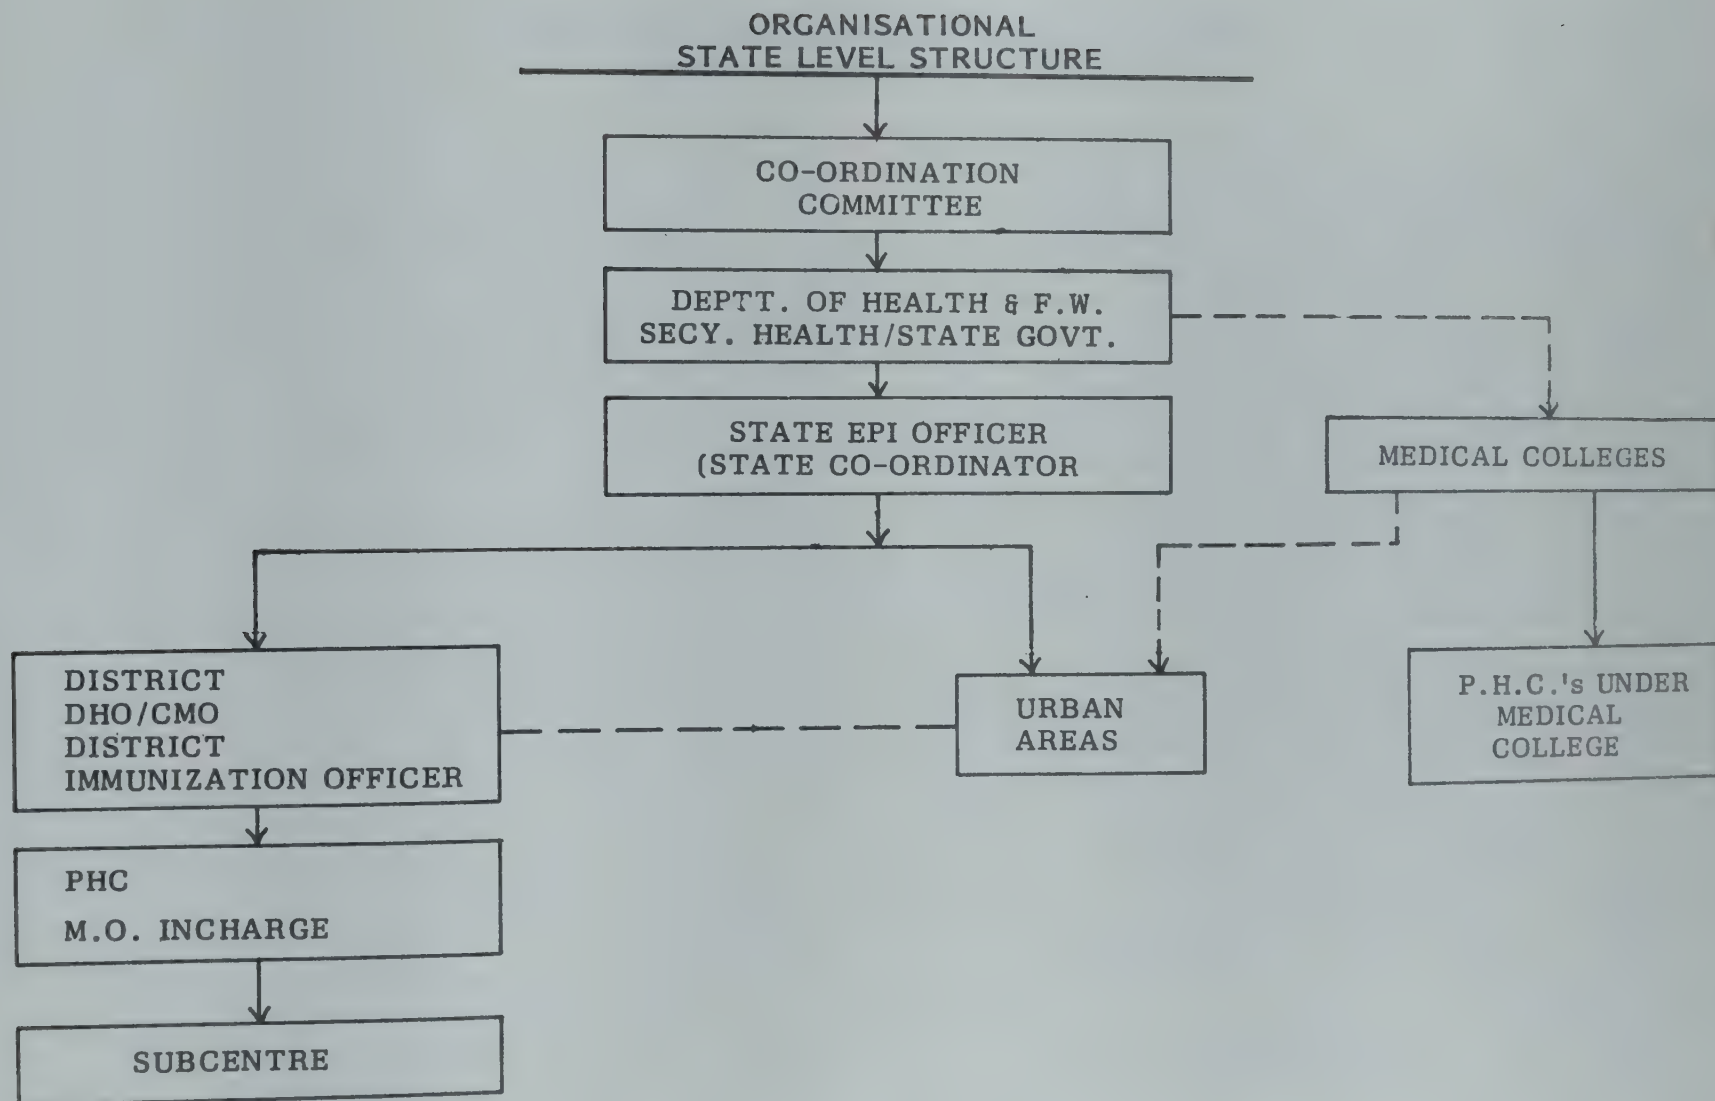 ORGANISATIONAL
STATE LEVEL STRUCTURE
CO-ORDINATION
COMMITTEE
DEPTT. OF HEALTH & F.W.
SECY. HEALTH/STATE GOVT.
STATE EPI OFFICER
(STATE CO-ORDINATOR
MEDICAL COLLEGES
DISTRICT
DHO/CMO
DISTRICT
IMMUNIZATION OFFICER
URBAN
AREAS
P.H.C.'s UNDER
MEDICAL
COLLEGE
PHC
M.O. INCHARGE
SUBCENTRE